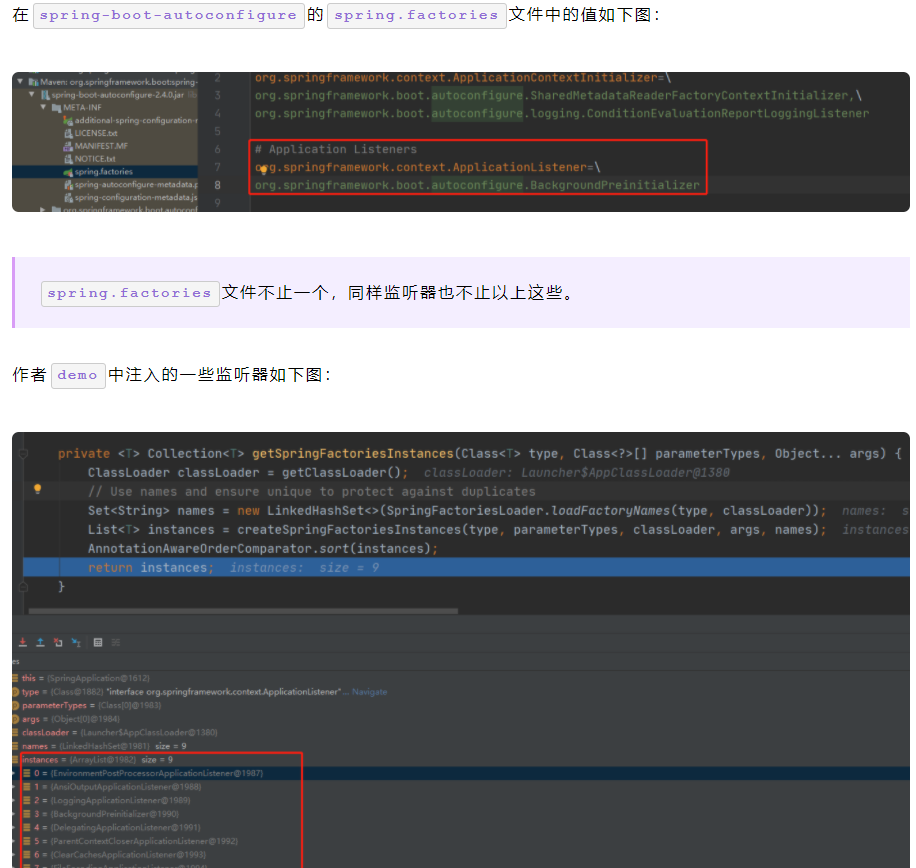 在 spring-boot-autoconfigure 的 spring.factories 文件中的值如下图：
Maven: org.springframework.boot:spring-
spring-boot-autoconfigure-2.4.0.jar
META-INF
additional-spring-configuration-r
LICENSE.txt
MANIFEST.MF
NOTICE.txt
spring.factories
spring-autoconfigure-metadata.p
spring-configuration-metadata.js
org.springframework.boot.autoconf
2 org.springframework.context.ApplicationContextInitializer=\
3 org.springframework.boot.autoconfigure.SharedMetadataReaderFactoryContextInitializer,\
4 org.springframework.boot.autoconfigure.logging.ConditionEvaluationReportLoggingListener
5
6 # Application Listeners
7 org.springframework.context.ApplicationListener=\
8 org.springframework.boot.autoconfigure.BackgroundPreinitializer
9
spring.factories 文件不止一个，同样监听器也不止以上这些。
作者 demo 中注入的一些监听器如下图：
private <T> Collection<T> getSpringFactoriesInstances(Class<T> type, Class<?>[] parameterTypes, Object... args) {
ClassLoader classLoader = getClassLoader(); classLoader: Launcher$AppClassLoader@1380
// Use names and ensure unique to protect against duplicates
Set<String> names = new LinkedHashSet<>(SpringFactoriesLoader.loadFactoryNames(type, classLoader)); names: s
List<T> instances = createSpringFactoriesInstances(type, parameterTypes, classLoader, args, names); instances
AnnotationAwareOrderComparator.sort(instances);
return instances; instances: size = 9
}
es
this = {SpringApplication@1612}
type = {Class@1882} "interface org.springframework.context.ApplicationListener"... Navigate
parameterTypes = {Class[0]@1983}
args = {Object[0]@1984}
classLoader = {Launcher$AppClassLoader@1380}
names = {LinkedHashSet@1981} size = 9
instances = {ArrayList@1982} size = 9
0 = {EnvironmentPostProcessorApplicationListener@1987}
1 = {AnsiOutputApplicationListener@1988}
2 = {LoggingApplicationListener@1989}
3 = {BackgroundPreinitializer@1990}
4 = {DelegatingApplicationListener@1991}
5 = {ParentContextCloserApplicationListener@1992}
6 = {ClearCachesApplicationListener@1993}